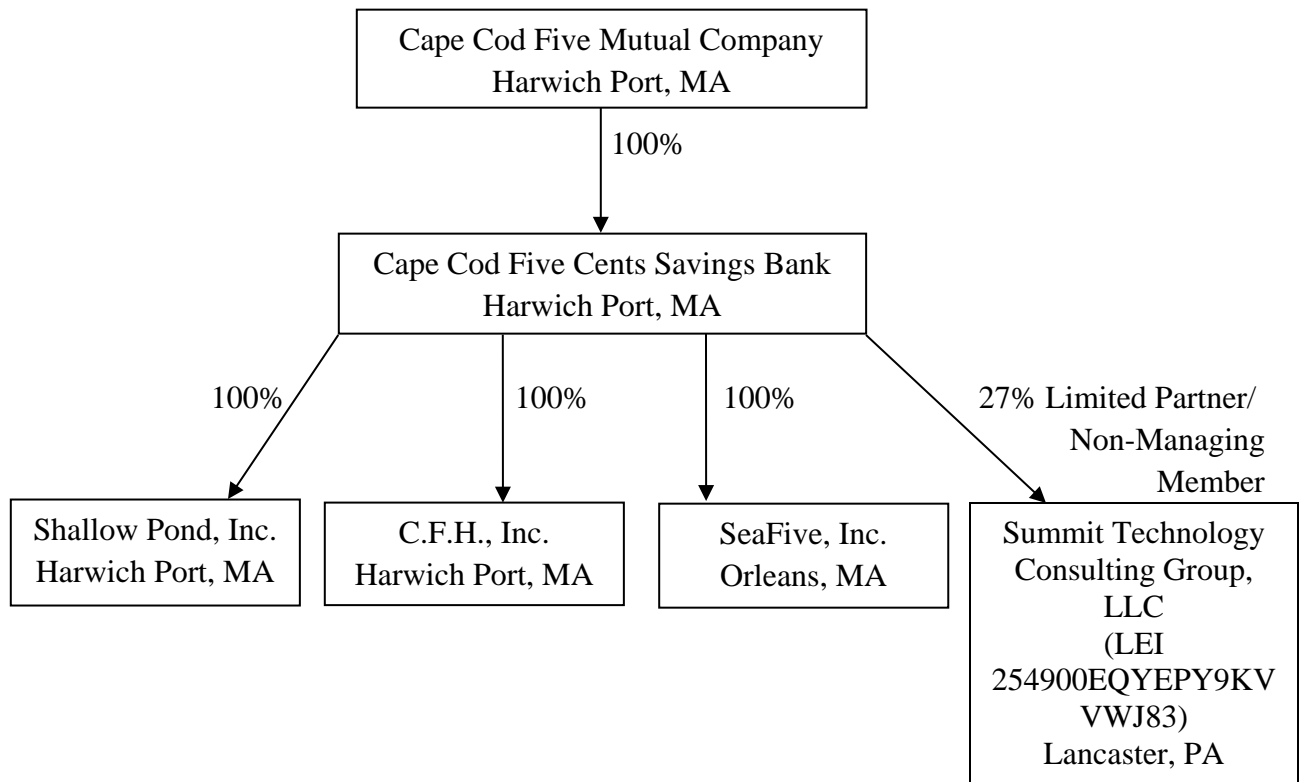 Cape Cod Five Mutual Company
Harwich Port, MA
100%
Cape Cod Five Cents Savings Bank
Harwich Port, MA
100%
100%
100%
27% Limited Partner/
Non-Managing
Member
Shallow Pond, Inc.
Harwich Port, MA
C.F.H., Inc.
Harwich Port, MA
SeaFive, Inc.
Orleans, MA
Summit Technology
Consulting Group,
LLC
(LEI
254900EQYEPY9KV
VWJ83)
Lancaster, PA